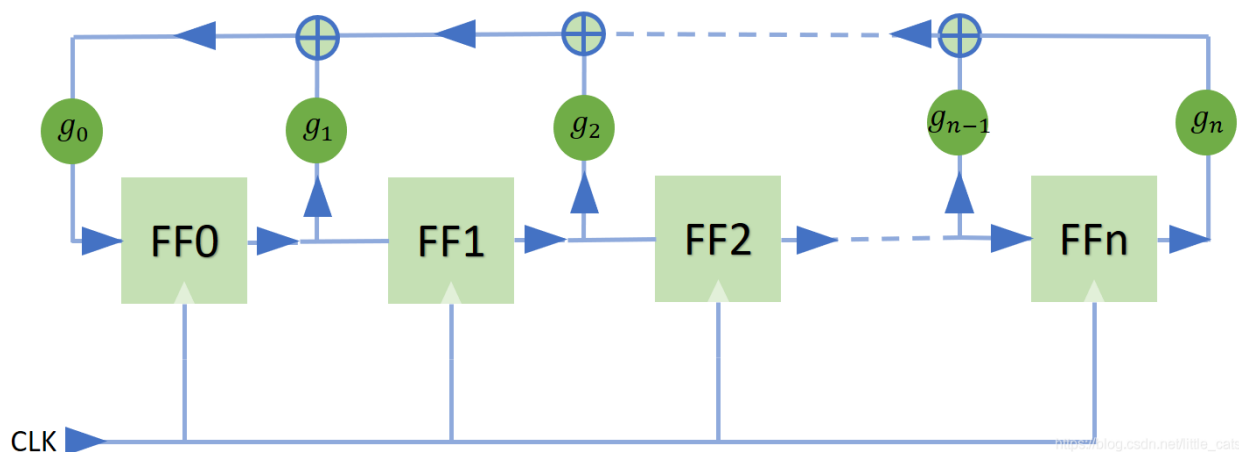 g₀ g₁ g₂ gₙ₋₁ gₙ
FF0 FF1 FF2 FFn
CLK
https://blog.csdn.net/little_cats